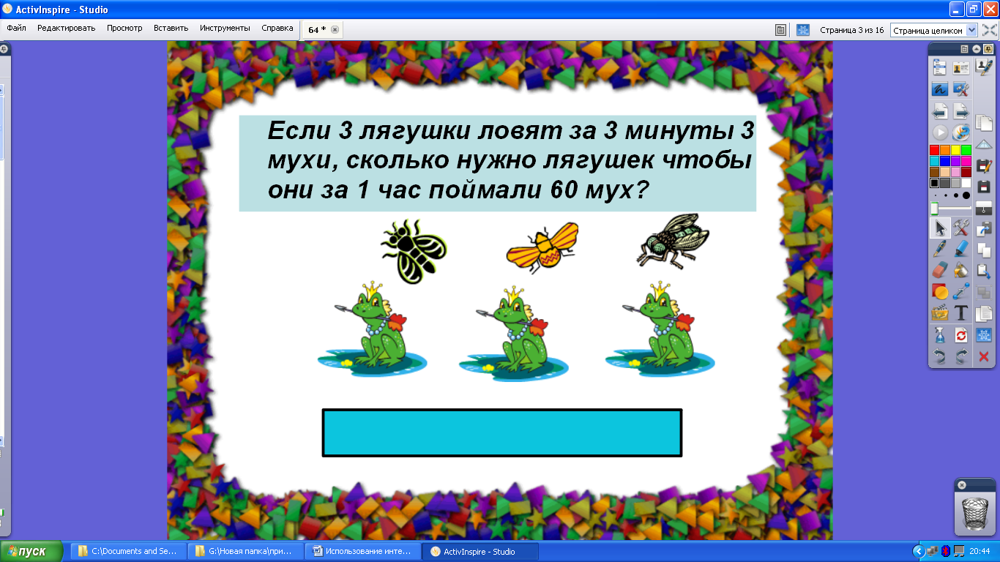 ActivInspire - Studio
Файл Редактировать Просмотр Вставить Инструменты Справка 64 * Страница 3 из 16 Страница целиком
Если 3 лягушки ловят за 3 минуты 3
мухи, сколько нужно лягушек чтобы
они за 1 час поймали 60 мух?
пуск C:\Documents and Se... G:\Новая папка\при... Использование инте... ActivInspire - Studio 20:44